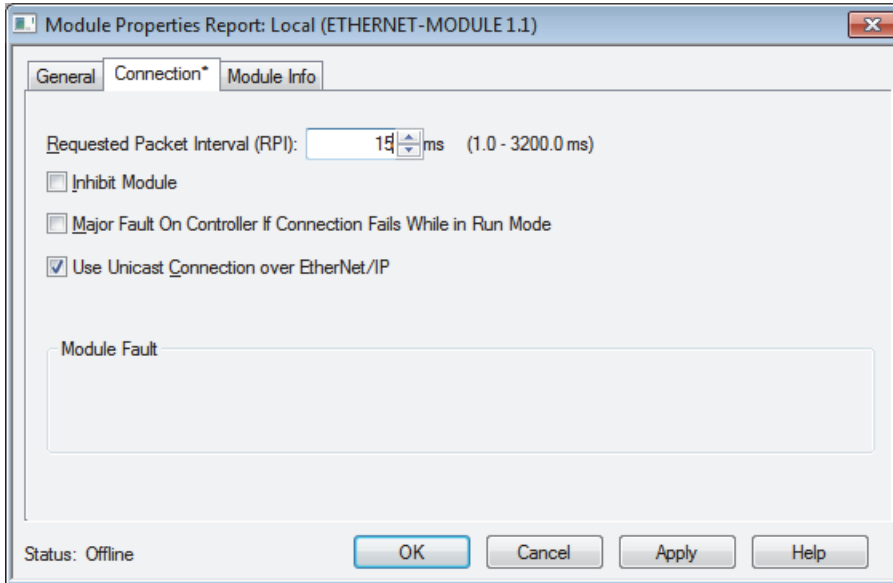 Module Properties Report: Local (ETHERNET-MODULE 1.1)
General Connection* Module Info
Requested Packet Interval (RPI): 15 ms (1.0 - 3200.0 ms)
Inhibit Module
Major Fault On Controller If Connection Fails While in Run Mode
Use Unicast Connection over EtherNet/IP
Module Fault
Status: Offline OK Cancel Apply Help